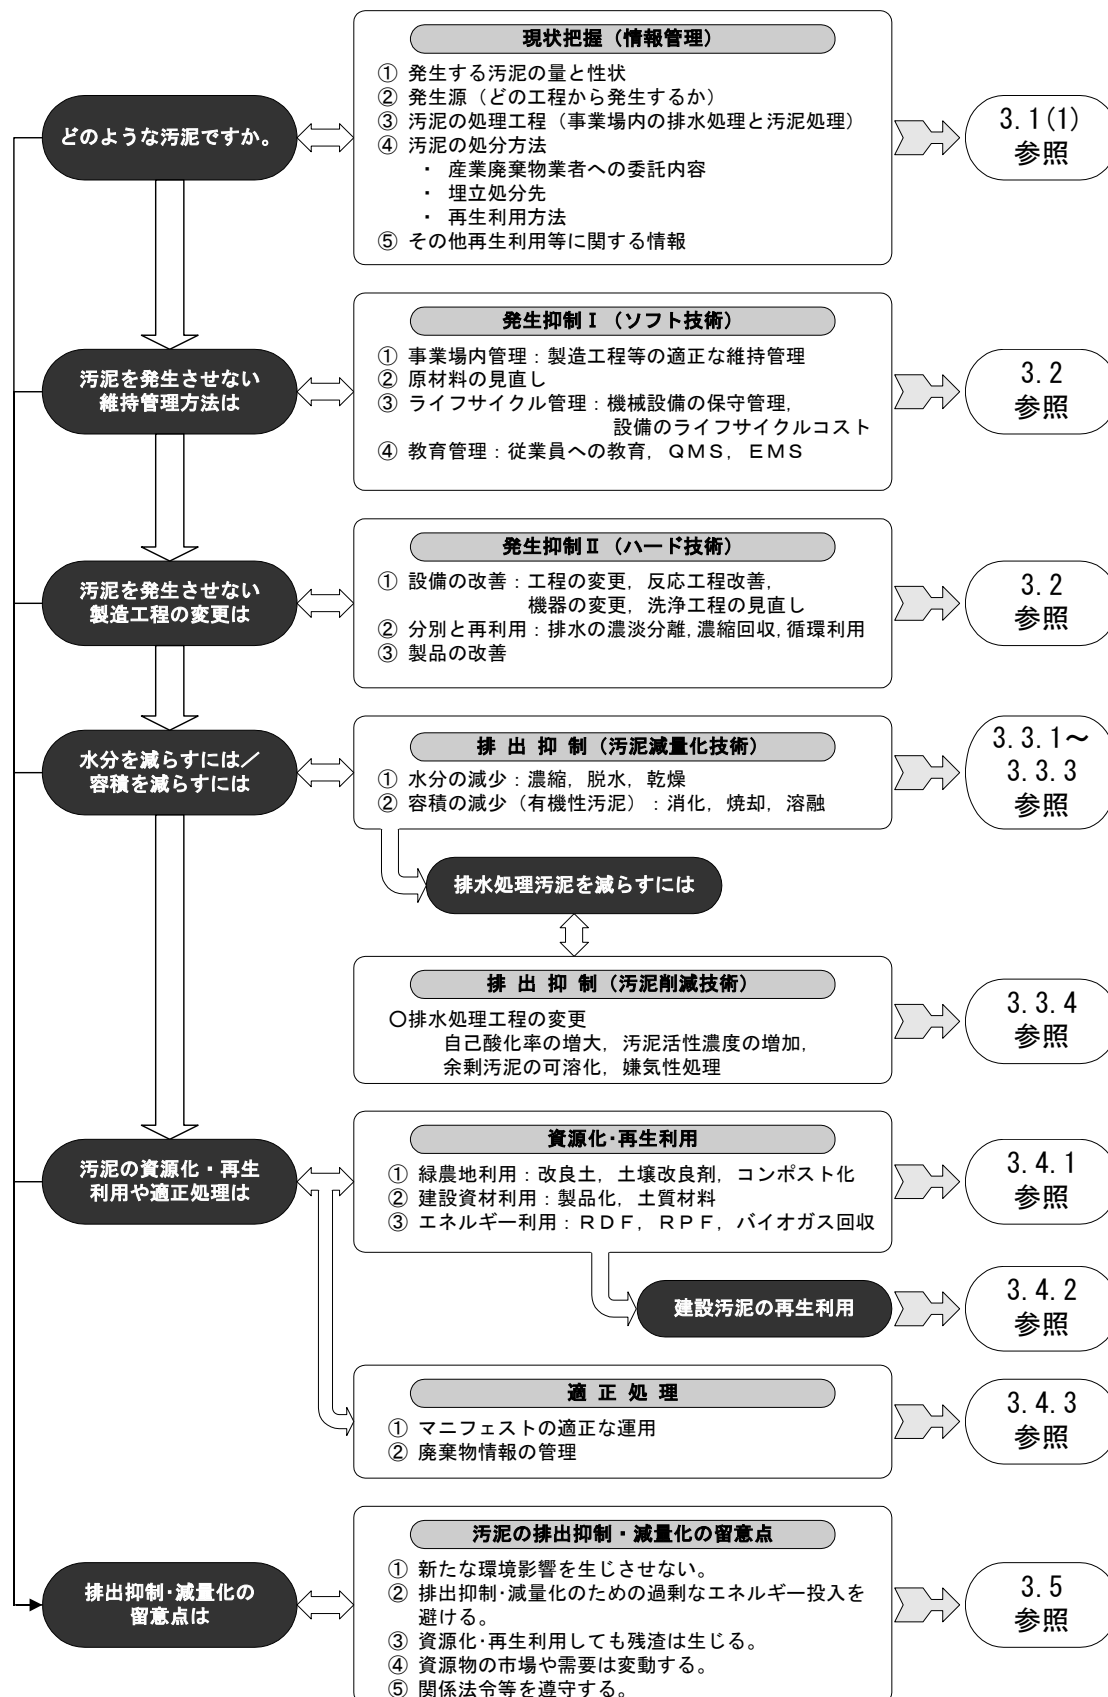 現状把握（情報管理）
どのような汚泥ですか。
① 発生する汚泥の量と性状
② 発生源（どの工程から発生するか）
③ 汚泥の処理工程（事業場内の排水処理と汚泥処理）
④ 汚泥の処分方法
・ 産業廃棄物業者への委託内容
・ 埋立処分先
・ 再生利用方法
⑤ その他再生利用等に関する情報
3.1(1)
参照
汚泥を発生させない
維持管理方法は
発生抑制Ⅰ（ソフト技術）
① 事業場内管理：製造工程等の適正な維持管理
② 原材料の見直し
③ ライフサイクル管理：機械設備の保守管理，
設備のライフサイクルコスト
④ 教育管理：従業員への教育，ＱＭＳ，ＥＭＳ
3.2
参照
汚泥を発生させない
製造工程の変更は
発生抑制Ⅱ（ハード技術）
① 設備の改善：工程の変更，反応工程改善，
機器の変更，洗浄工程の見直し
② 分別と再利用：排水の濃淡分離，濃縮回収，循環利用
③ 製品の改善
3.2
参照
水分を減らすには／
容積を減らすには
排 出 抑 制（汚泥減量化技術）
① 水分の減少：濃縮，脱水，乾燥
② 容積の減少（有機性汚泥）：消化，焼却，溶融
3.3.1～
3.3.3
参照
排水処理汚泥を減らすには
排 出 抑 制（汚泥削減技術）
○排水処理工程の変更
自己酸化率の増大，汚泥活性濃度の増加，
余剰汚泥の可溶化，嫌気性処理
3.3.4
参照
汚泥の資源化・再生
利用や適正処理は
資源化･再生利用
① 緑農地利用：改良土，土壌改良剤，コンポスト化
② 建設資材利用：製品化，土質材料
③ エネルギー利用：ＲＤＦ，ＲＰＦ，バイオガス回収
3.4.1
参照
建設汚泥の再生利用
3.4.2
参照
適 正 処 理
① マニフェストの適正な運用
② 廃棄物情報の管理
3.4.3
参照
排出抑制･減量化の
留意点は
汚泥の排出抑制・減量化の留意点
① 新たな環境影響を生じさせない。
② 排出抑制･減量化のための過剰なエネルギー投入を
避ける。
③ 資源化･再生利用しても残渣は生じる。
④ 資源物の市場や需要は変動する。
⑤ 関係法令等を遵守する。
3.5
参照